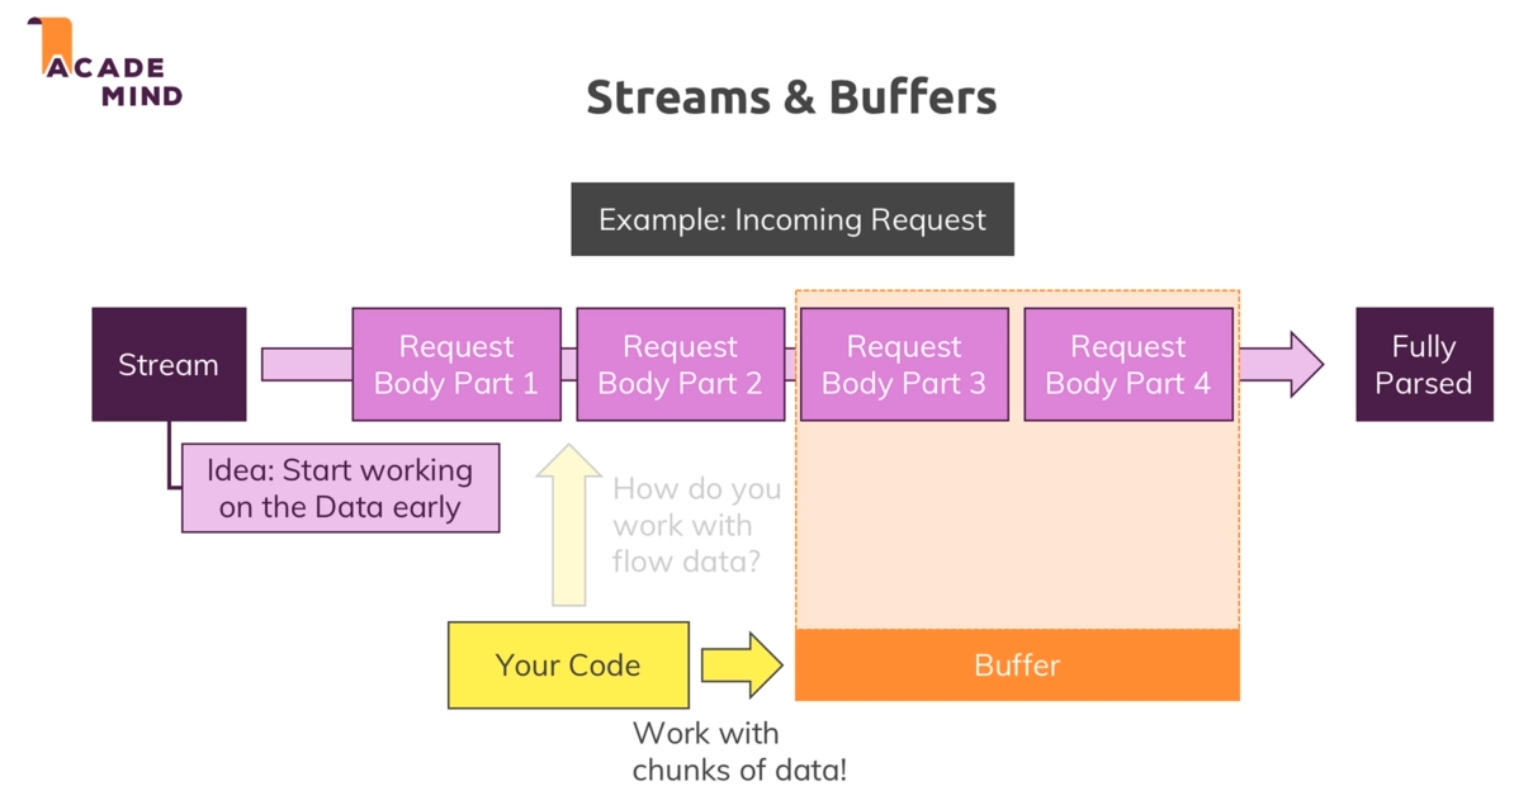 ACADE
MIND
Streams & Buffers
Example: Incoming Request
Stream
Request
Body Part 1
Request
Body Part 2
Request
Body Part 3
Request
Body Part 4
Fully
Parsed
Idea: Start working
on the Data early
How do you
work with
flow data?
Your Code
Buffer
Work with
chunks of data!